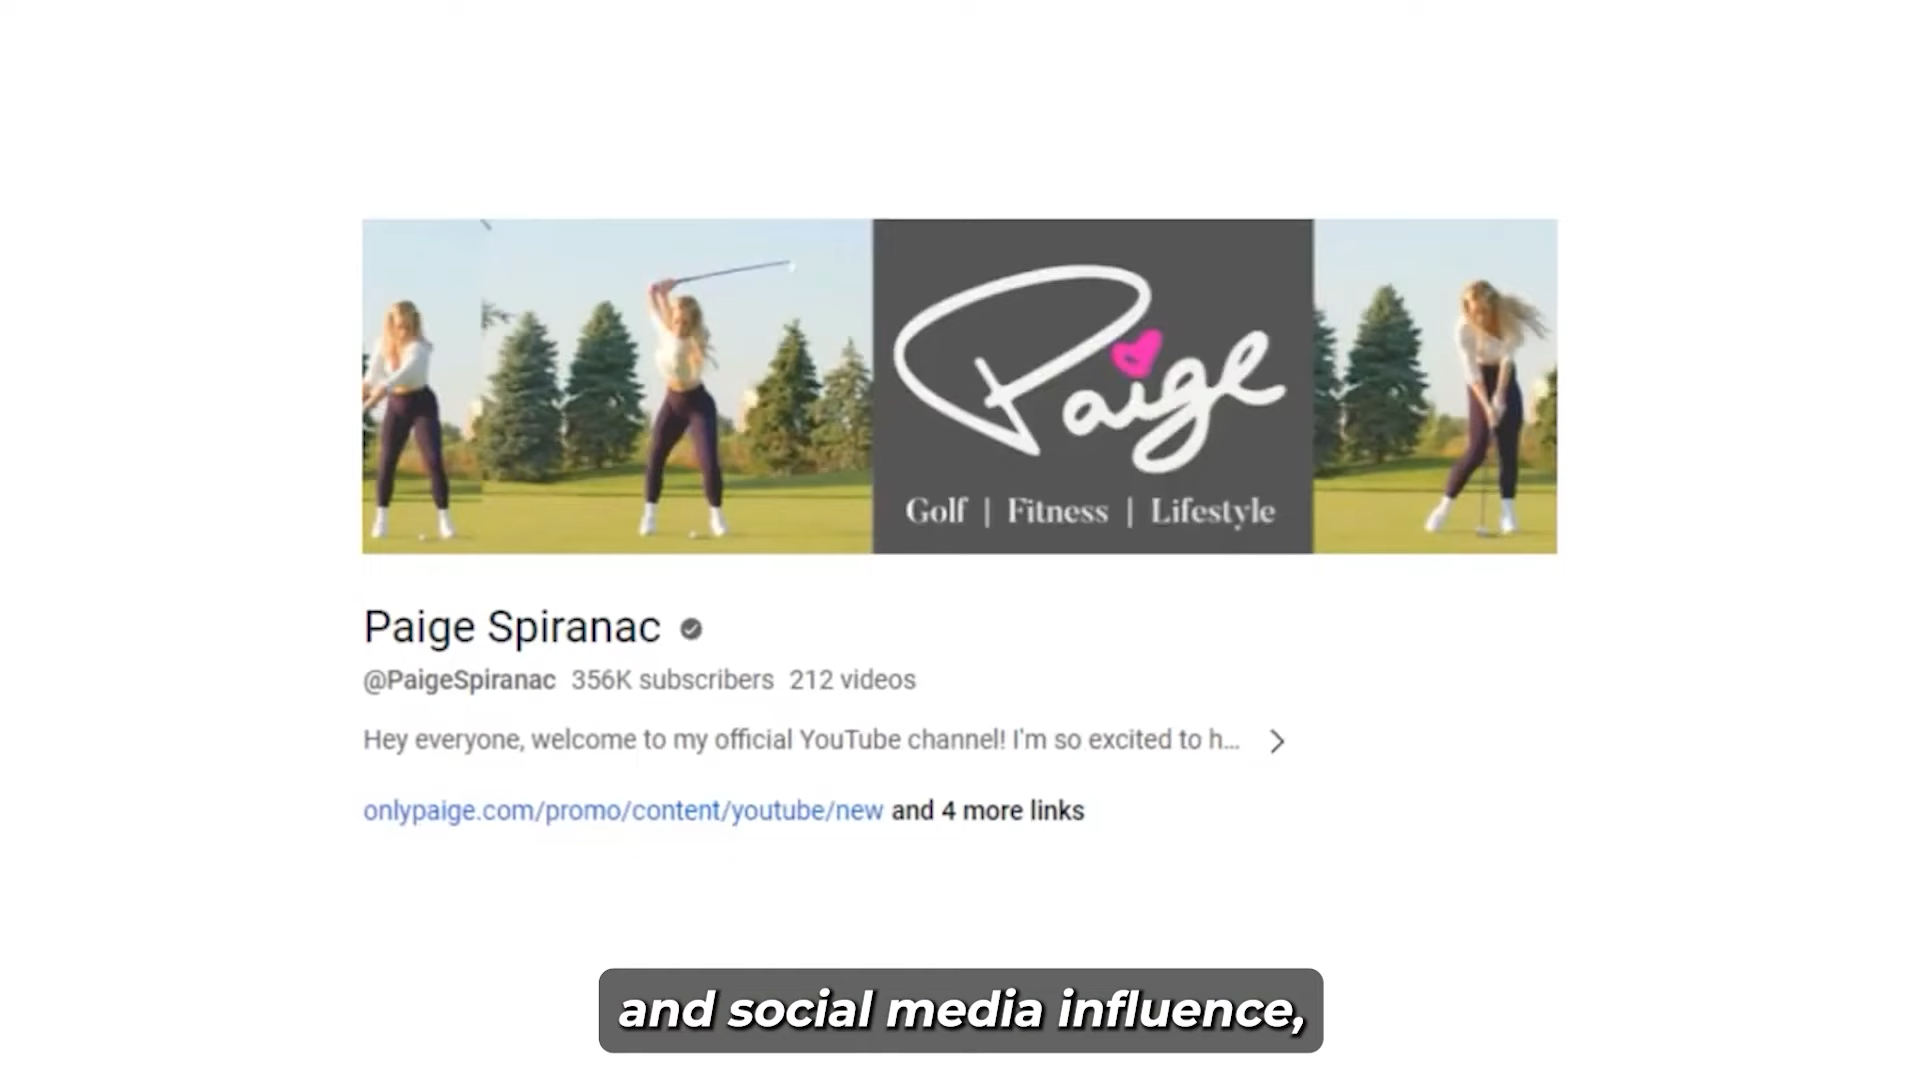 Paige
Golf | Fitness | Lifestyle
Paige Spiranac
@PaigeSpiranac 356K subscribers 212 videos
Hey everyone, welcome to my official YouTube channel! I'm so excited to h...
onlypaige.com/promo/content/youtube/new and 4 more links
and social media influence,